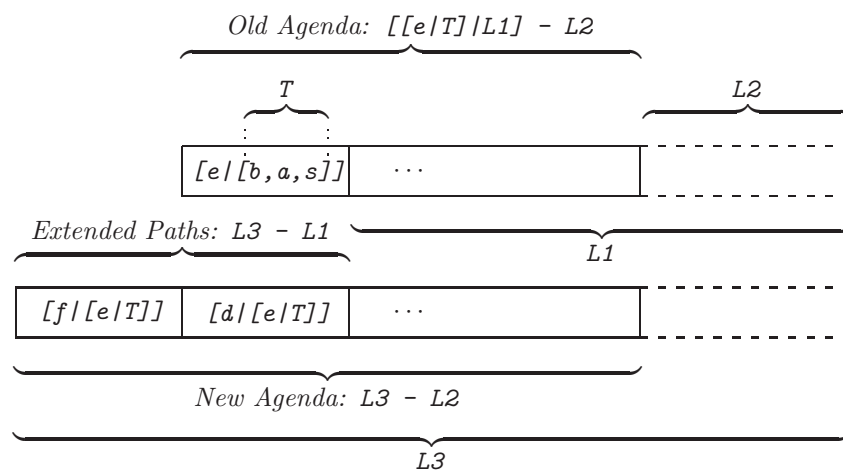 Old Agenda: [[e|T]|L1] - L2
T
L2
[e|[b,a,s]] ...
Extended Paths: L3 - L1
L1
[f|[e|T]] [d|[e|T]] ...
New Agenda: L3 - L2
L3